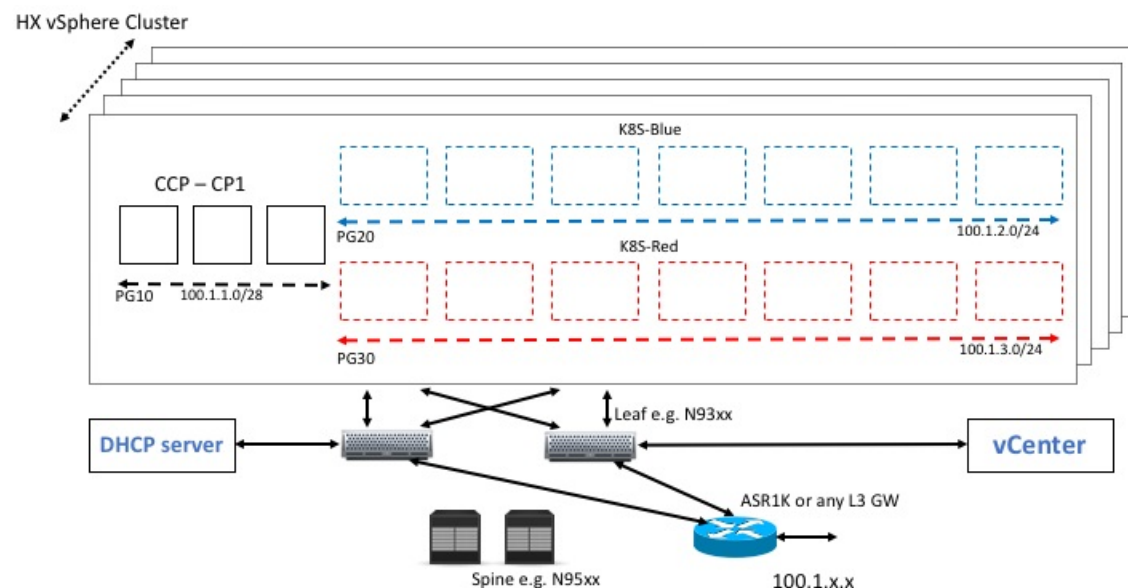 HX vSphere Cluster
K8S-Blue
CCP – CP1
PG20
100.1.2.0/24
K8S-Red
PG10
100.1.1.0/28
PG30
100.1.3.0/24
Leaf e.g. N93xx
DHCP server
vCenter
ASR1K or any L3 GW
Spine e.g. N95xx
100.1.x.x